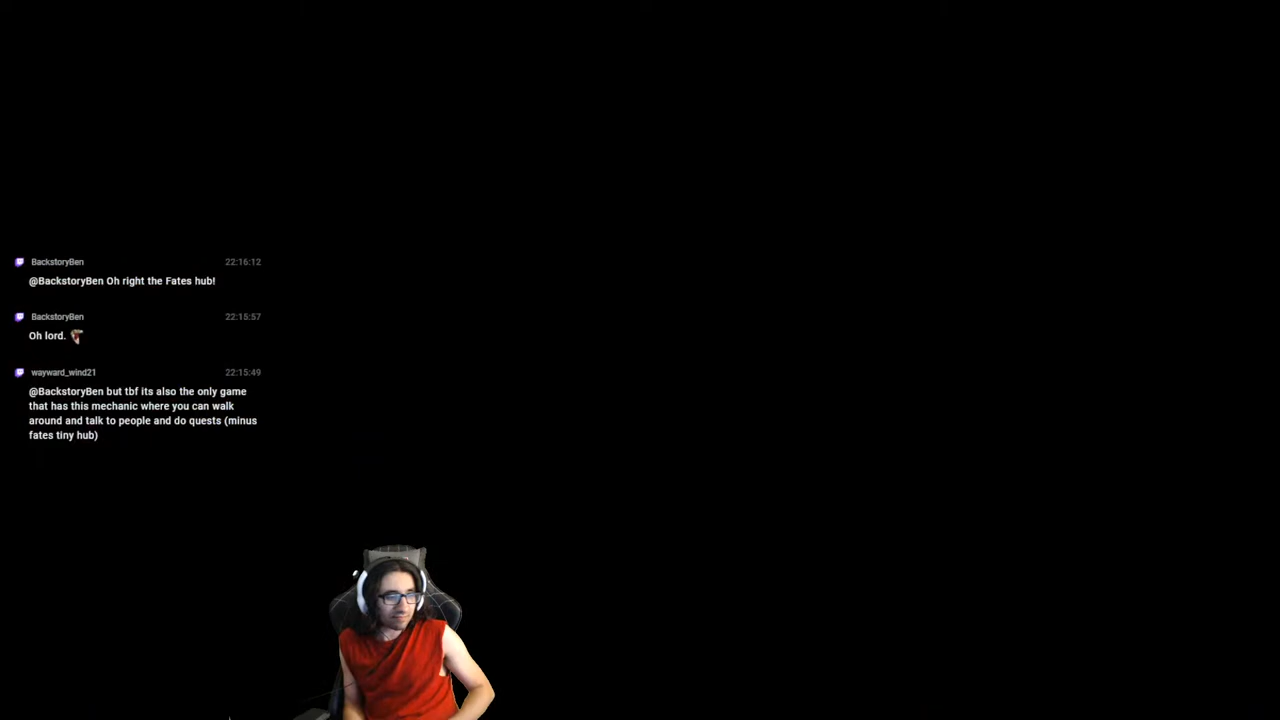 BackstoryBen 22:16:12
@BackstoryBen Oh right the Fates hub!
BackstoryBen 22:15:57
Oh lord.
wayward_wind21 22:15:49
@BackstoryBen but tbf its also the only game
that has this mechanic where you can walk
around and talk to people and do quests (minus
fates tiny hub)